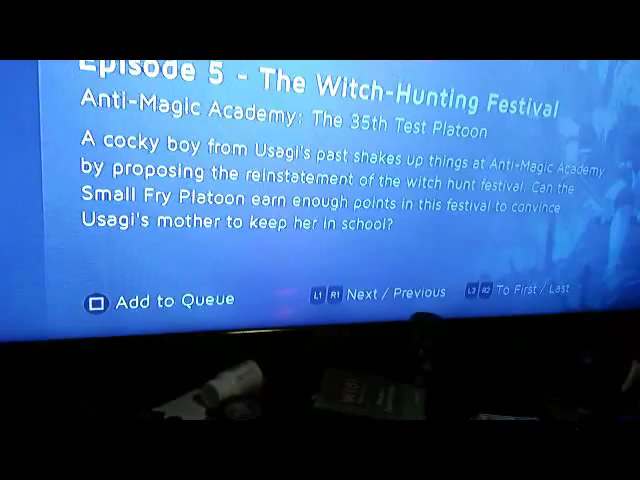 Episode 5 - The Witch-Hunting Festival
Anti-Magic Academy: The 35th Test Platoon
A cocky boy from Usagi's past shakes up things at Anti-Magic Academy
by proposing the reinstatement of the witch hunt festival. Can the
Small Fry Platoon earn enough points in this festival to convince
Usagi's mother to keep her in school?
Add to Queue L1 R1 Next / Previous L2 R2 To First / Last